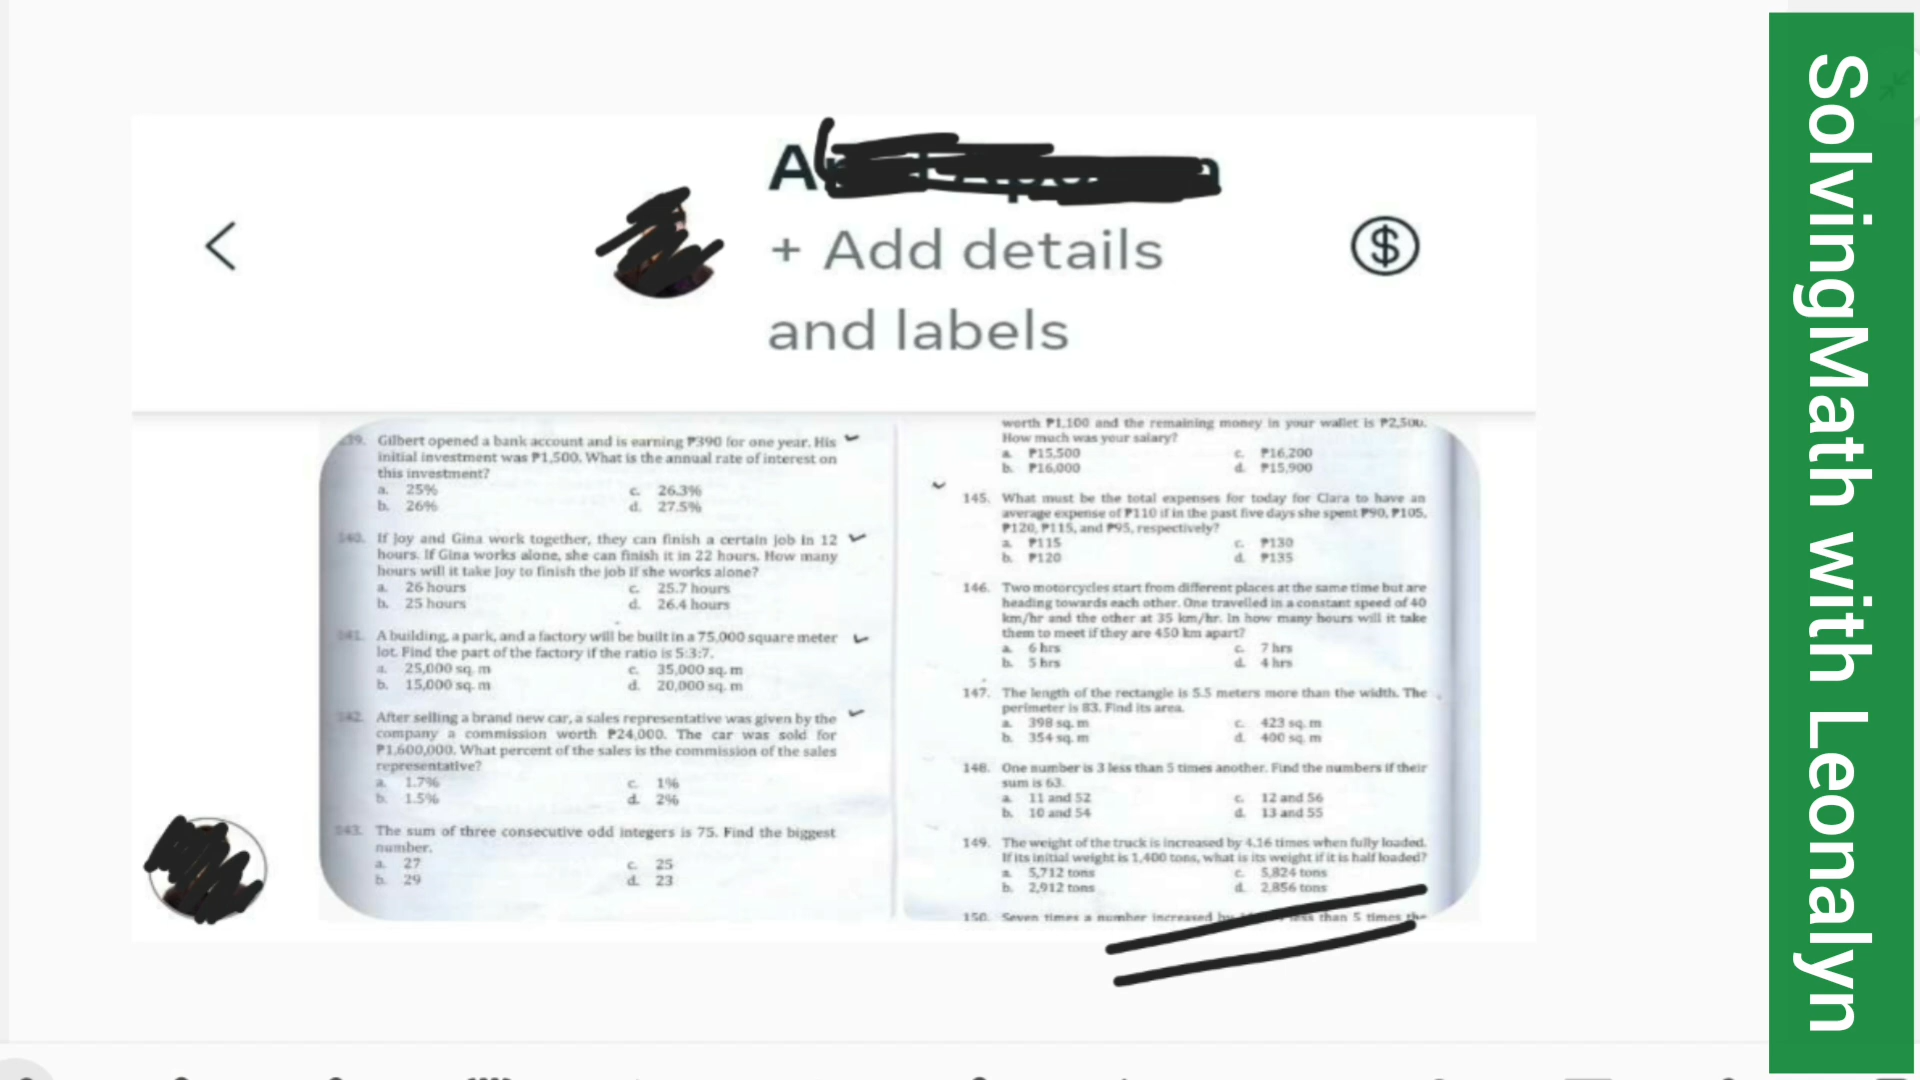 A
+ Add details
and labels
$
39. Gilbert opened a bank account and is earning ₱390 for one year. His
initial investment was ₱1,500. What is the annual rate of interest on
this investment?
a. 25%
c. 26.3%
b. 26%
d. 27.5%
140. If Joy and Gina work together, they can finish a certain job in 12
hours. If Gina works alone, she can finish it in 22 hours. How many
hours will it take Joy to finish the job if she works alone?
a. 26 hours
c. 25.7 hours
b. 25 hours
d. 26.4 hours
141. A building, a park, and a factory will be built in a 75,000 square meter
lot. Find the part of the factory if the ratio is 5:3:7.
a. 25,000 sq. m
c. 35,000 sq. m
b. 15,000 sq. m
d. 20,000 sq. m
142. After selling a brand new car, a sales representative was given by the
company a commission worth ₱24,000. The car was sold for
₱1,600,000. What percent of the sales is the commission of the sales
representative?
a. 1.7%
c. 1%
b. 1.5%
d. 2%
143. The sum of three consecutive odd integers is 75. Find the biggest
number.
a. 27
c. 25
b. 29
d. 23
worth ₱1,100 and the remaining money in your wallet is ₱2,500.
How much was your salary?
a. ₱15,500
c. ₱16,200
b. ₱16,000
d. ₱15,900
145. What must be the total expenses for today for Clara to have an
average expense of ₱110 if in the past five days she spent ₱90, ₱105,
₱120, ₱115, and ₱95, respectively?
a. ₱115
c. ₱130
b. ₱120
d. ₱135
146. Two motorcycles start from different places at the same time but are
heading towards each other. One travelled in a constant speed of 40
km/hr and the other at 35 km/hr. In how many hours will it take
them to meet if they are 450 km apart?
a. 6 hrs
c. 7 hrs
b. 5 hrs
d. 4 hrs
147. The length of the rectangle is 5.5 meters more than the width. The
perimeter is 83. Find its area.
a. 398 sq. m
c. 423 sq. m
b. 354 sq. m
d. 400 sq. m
148. One number is 3 less than 5 times another. Find the numbers if their
sum is 63.
a. 11 and 52
c. 12 and 56
b. 10 and 54
d. 13 and 55
149. The weight of the truck is increased by 4.16 times when fully loaded.
If its initial weight is 1,400 tons, what is its weight if it is half loaded?
a. 5,712 tons
c. 5,824 tons
b. 2,912 tons
d. 2,856 tons
150. Seven times a number increased by less than 5 times the
SolvingMath with Leonalyn